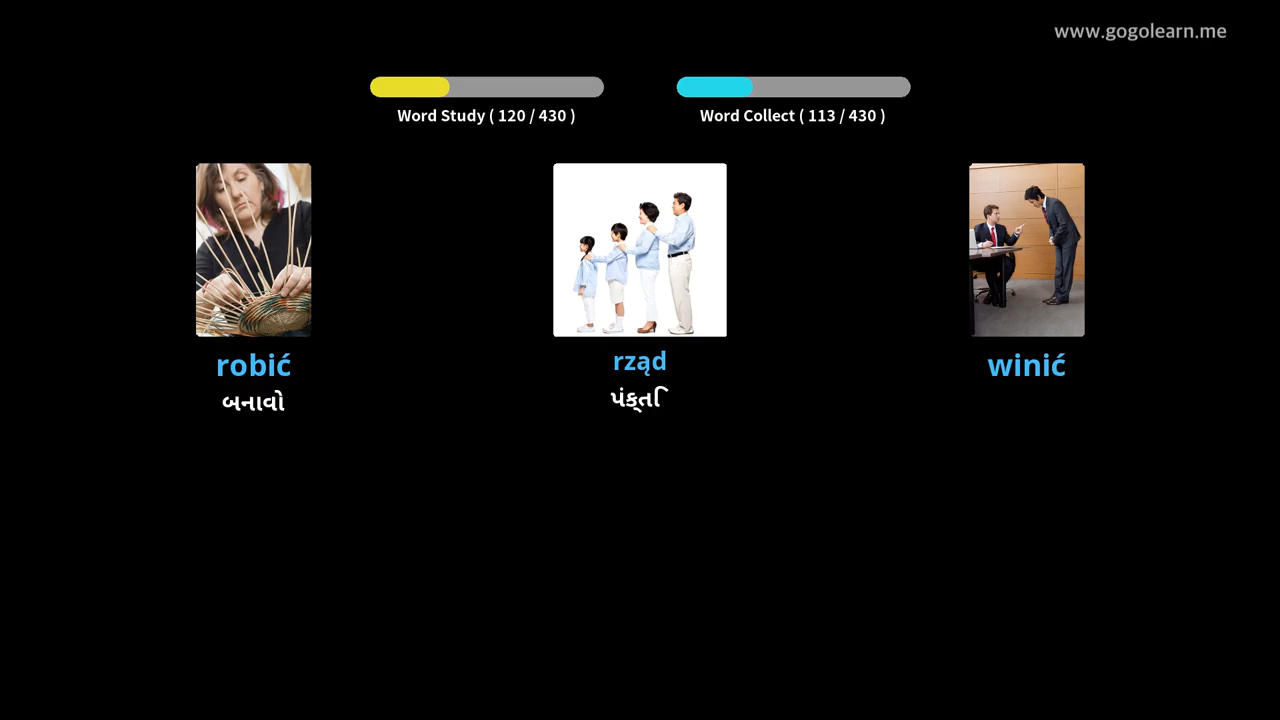 www.gogolearn.me
Word Study ( 120 / 430 )
Word Collect ( 113 / 430 )
robić
rząd
winić
બનાવો
પંક્તિ